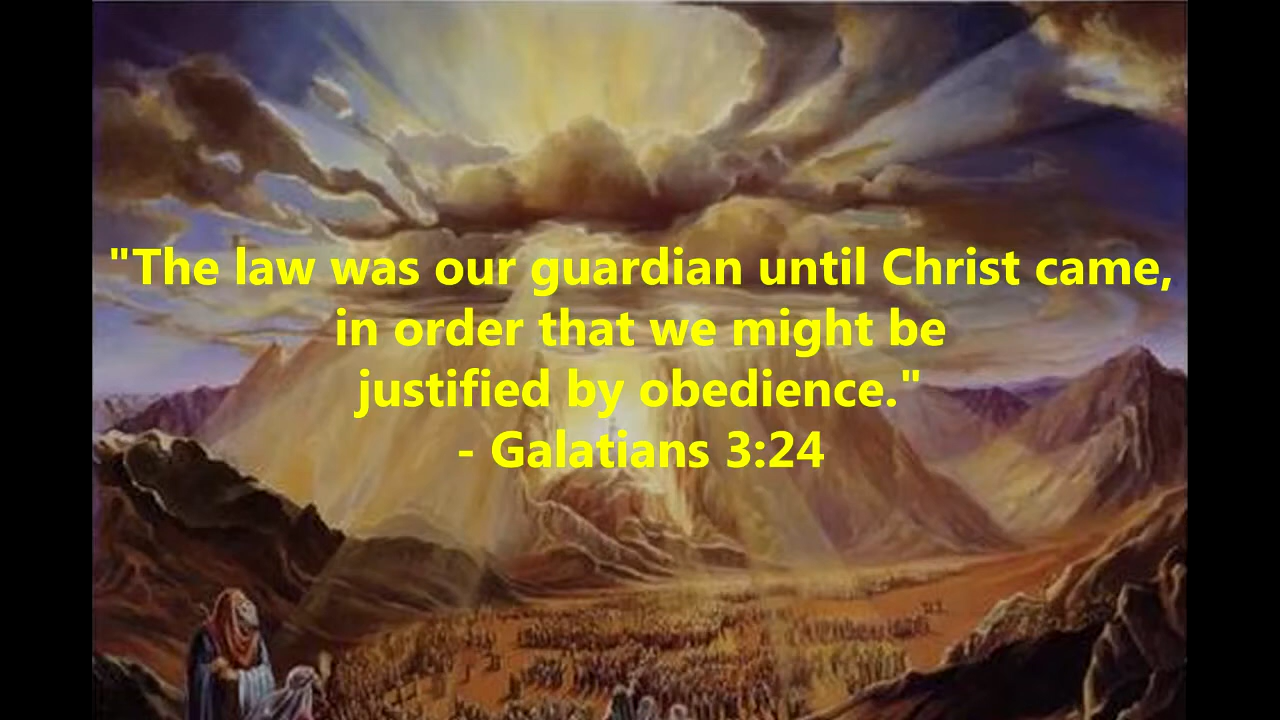 "The law was our guardian until Christ came,
in order that we might be
justified by obedience."
- Galatians 3:24